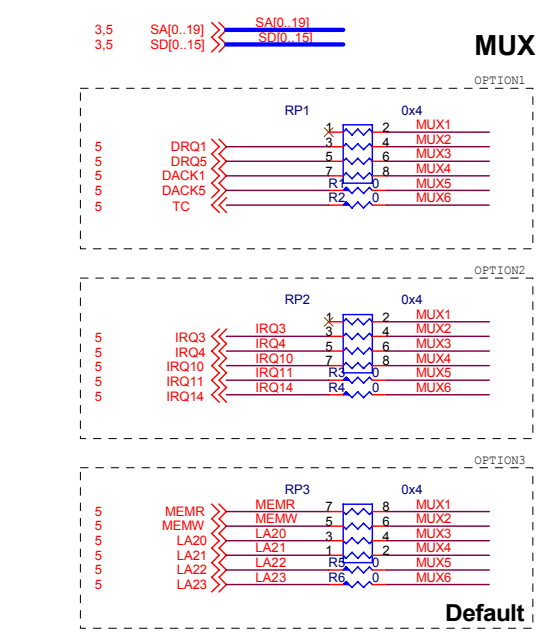 3,5 SA[0..19] SA[0..19]
3,5 SD[0..15] SD[0..15]
MUX
OPTION1
RP1 0x4
1 2 MUX1
5 DRQ1 3 4 MUX2
5 DRQ5 5 6 MUX3
5 DACK1 7 8 MUX4
5 DACK5 R1 0 MUX5
5 TC R2 0 MUX6
OPTION2
RP2 0x4
1 2 MUX1
5 IRQ3 IRQ3 3 4 MUX2
5 IRQ4 IRQ4 5 6 MUX3
5 IRQ10 IRQ10 7 8 MUX4
5 IRQ11 IRQ11 R3 0 MUX5
5 IRQ14 IRQ14 R4 0 MUX6
OPTION3
RP3 0x4
5 MEMR MEMR 7 8 MUX1
5 MEMW MEMW 5 6 MUX2
5 LA20 LA20 3 4 MUX3
5 LA21 LA21 1 2 MUX4
5 LA22 LA22 R5 0 MUX5
5 LA23 LA23 R6 0 MUX6
Default